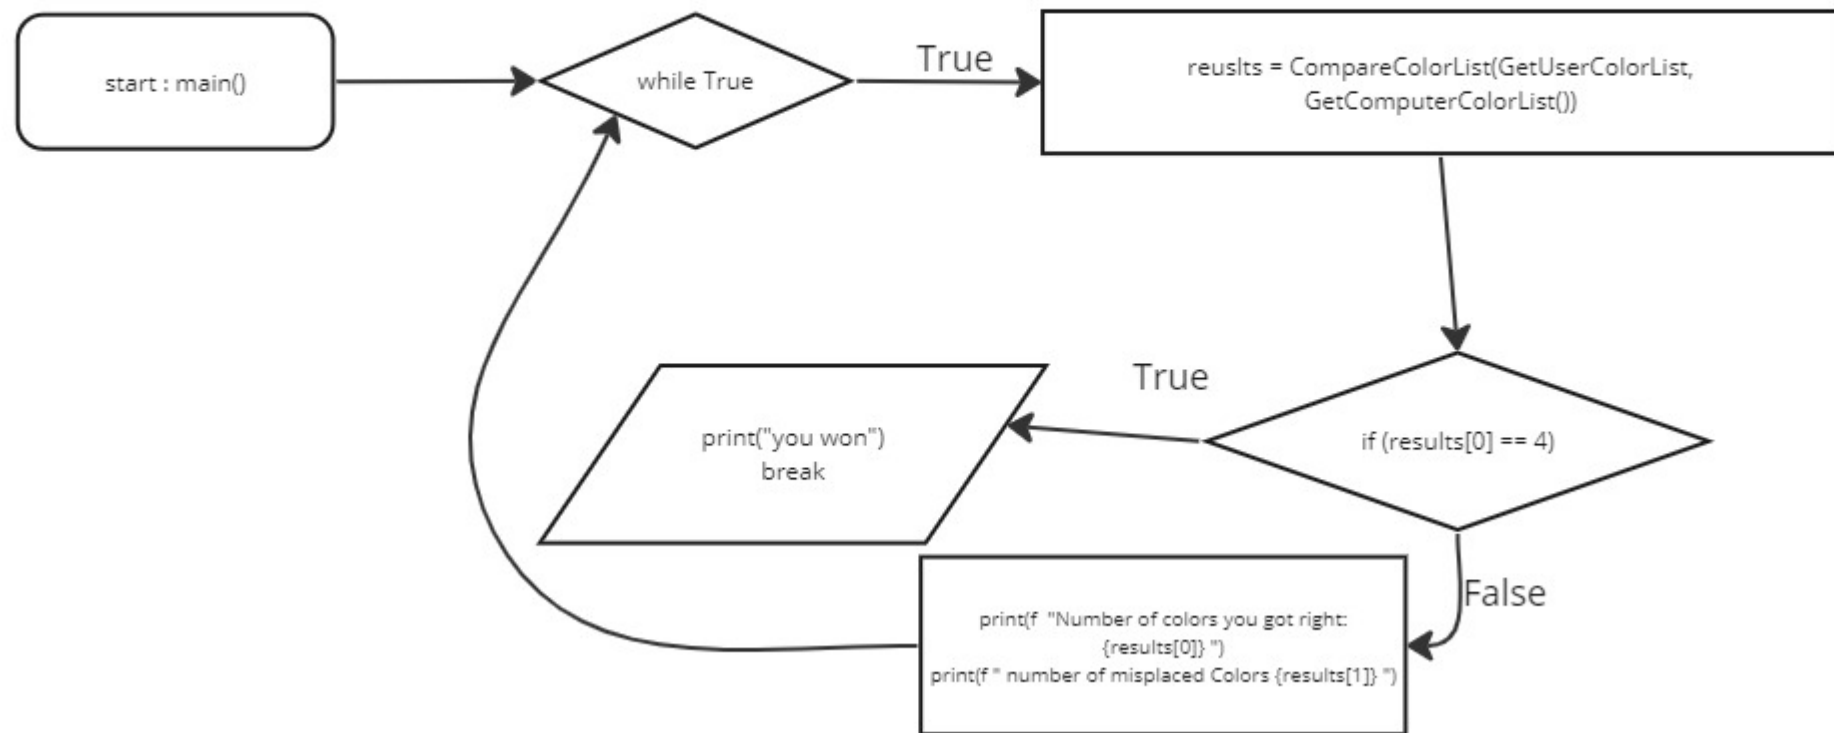 start : main()
while True
True
reuslts = CompareColorList(GetUserColorList,
GetComputerColorList())
if (results[0] == 4)
True
print("you won")
break
False
print(f  "Number of colors you got right:
{results[0]} ")
print(f " number of misplaced Colors {results[1]} ")